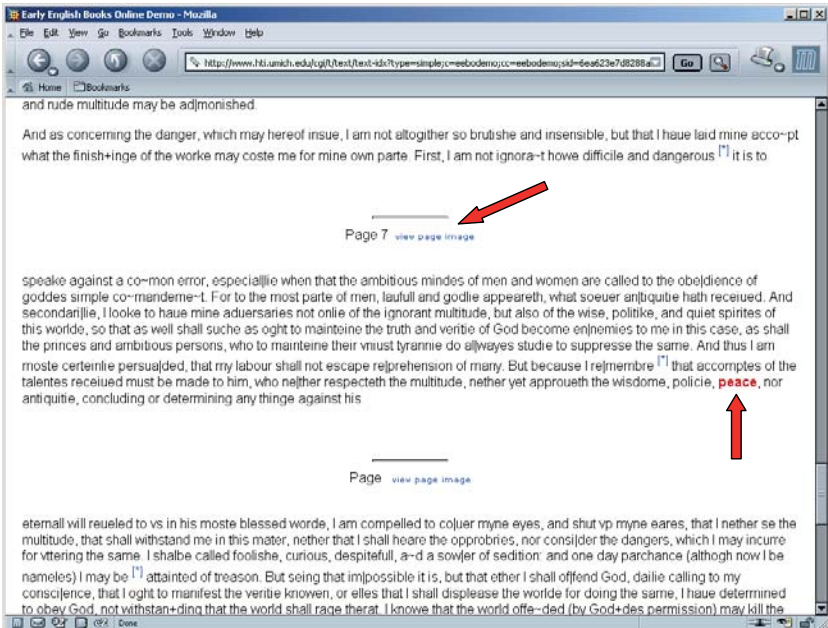 Early English Books Online Demo - Mozilla
File Edit View Go Bookmarks Tools Window Help
http://www.hti.umich.edu/cgi/t/text/text-idx?type=simple;c=eebodemo;cc=eebodemo;sid=6ea623e7d8288a Go
Home Bookmarks
and rude multitude may be ad|monished.
And as concerning the danger, which may hereof insue, I am not altogither so brutishe and insensible, but that I haue laid mine acco~pt
what the finish+inge of the worke may coste me for mine own parte. First, I am not ignora~t howe difficile and dangerous [*] it is to
Page 7 view page image
speake against a co~mon error, especial|lie when that the ambitious mindes of men and women are called to the obe|dience of
goddes simple co~mandeme~t. For to the most parte of men, laufull and godlie appeareth, what soeuer an|tiquitie hath receiued. And
secondari|lie, I looke to haue mine aduersaries not onlie of the ignorant multitude, but also of the wise, politike, and quiet spirites of
this worlde, so that as well shall suche as oght to mainteine the truth and veritie of God become en|nemies to me in this case, as shall
the princes and ambitious persons, who to mainteine their vniust tyrannie do al|wayes studie to suppresse the same. And thus I am
moste certeinlie persua|ded, that my labour shall not escape re|prehension of many. But because I re|membre [*] that accomptes of the
talentes receiued must be made to him, who ne|ther respecteth the multitude, nether yet approueth the wisdome, policie, peace, nor
antiquitie, concluding or determining any thinge against his
Page view page image
eternall will reueled to vs in his moste blessed worde, I am compelled to co|uer myne eyes, and shut vp myne eares, that I nether se the
multitude, that shall withstand me in this mater, nether that I shall heare the opprobries, nor consi|der the dangers, which I may incurre
for vttering the same. I shalbe called foolishe, curious, despitefull, a~d a sow|er of sedition: and one day parchance (althogh now I be
nameles) I may be [*] attainted of treason. But seing that im|possible it is, but that ether I shall of|fend God, dailie calling to my
consci|ence, that I oght to manifest the veritie knowen, or elles that I shall displease the worlde for doing the same, I haue determined
to obey God, not withstan+ding that the world shall rage therat. I knowe that the world offe~ded (by God+des permission) may kill the
Done